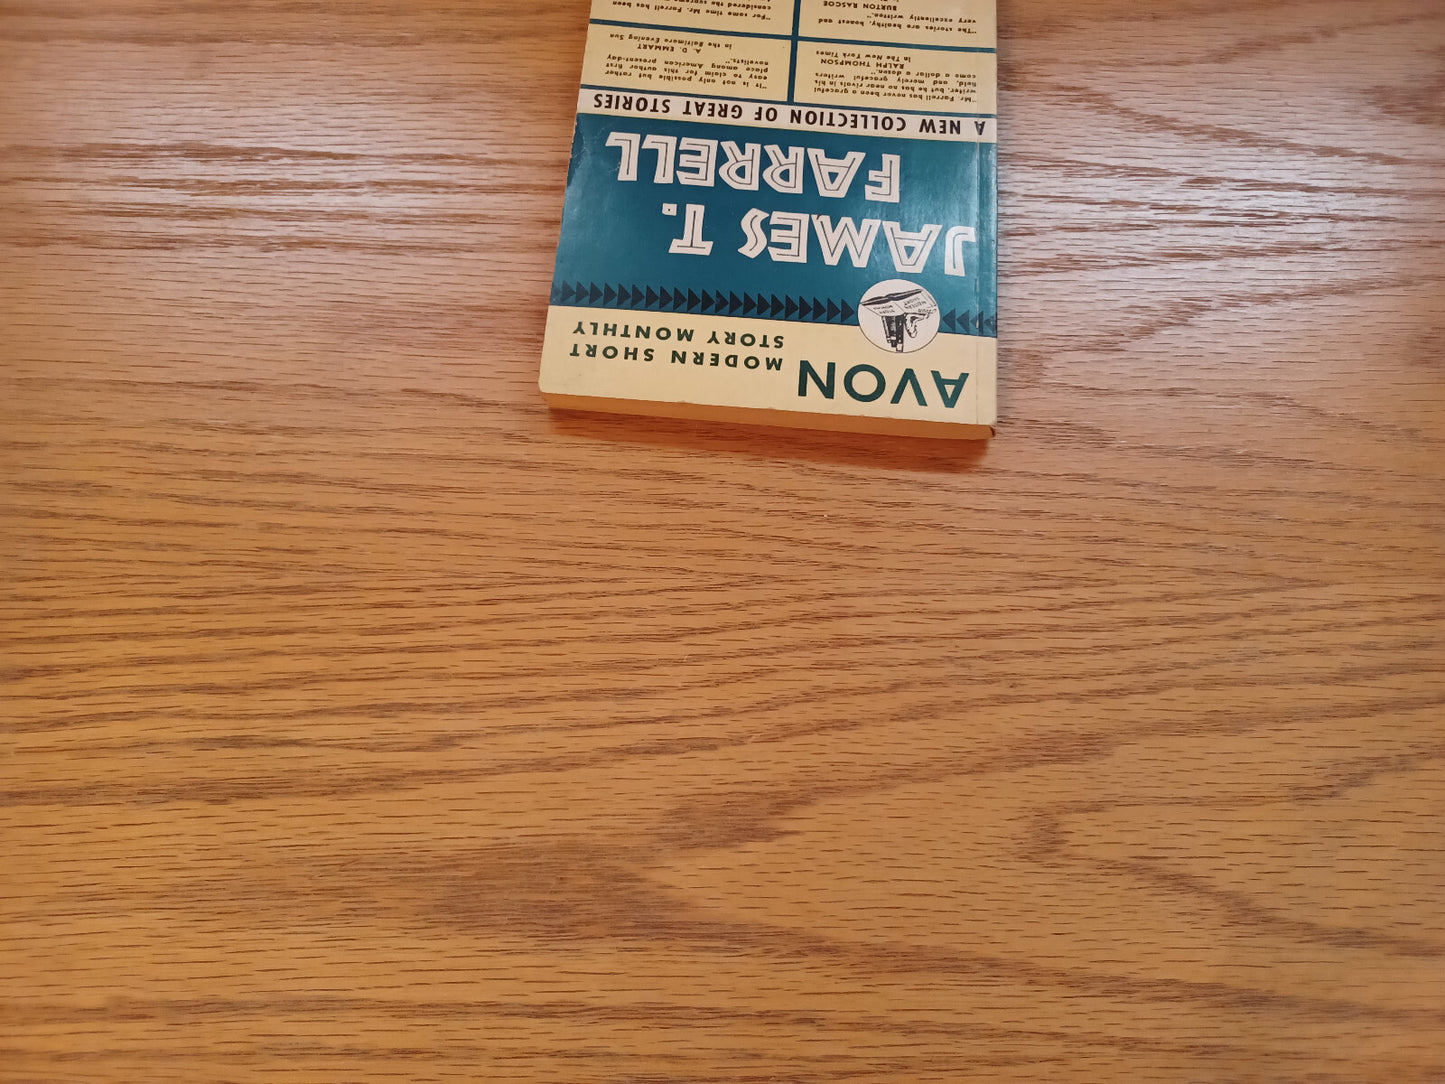 AVON
MODERN SHORT
STORY MONTHLY
JAMES T.
FARRELL
A NEW COLLECTION OF GREAT STORIES
"Mr. Farrell has never been a graceful
writer, but he has no near rivals in his
field, and merely graceful writers
come a dollar a dozen."
RALPH THOMPSON
in The New York Times
"It is not only possible but rather
easy to claim for this author first
place among American present-day
novelists."
A. D. EMMART
in the Baltimore Evening Sun
"The stories are healthy, honest and
very excellently written."
BURTON RASCOE
"For some time Mr. Farrell has been
considered the supreme